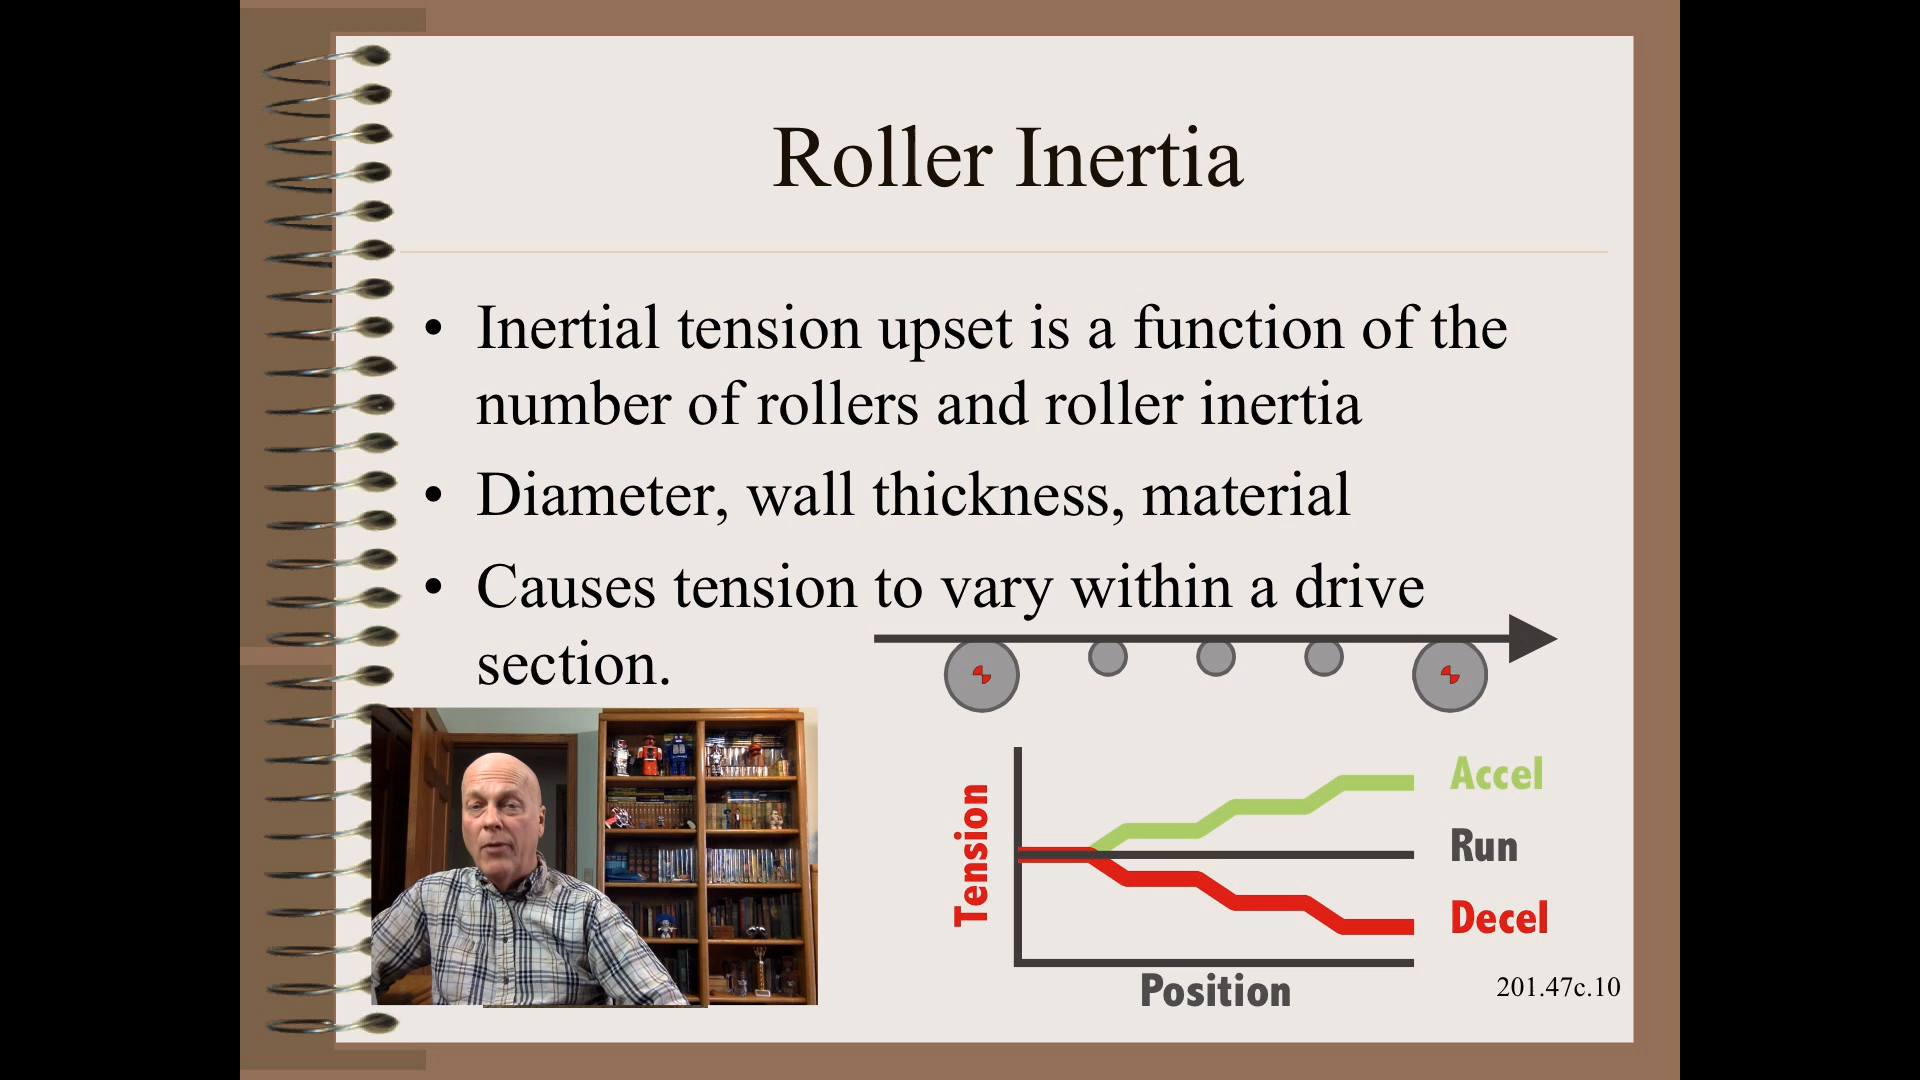 Roller Inertia
• Inertial tension upset is a function of the
number of rollers and roller inertia
• Diameter, wall thickness, material
• Causes tension to vary within a drive
section.
Tension
Accel
Run
Decel
Position
201.47c.10